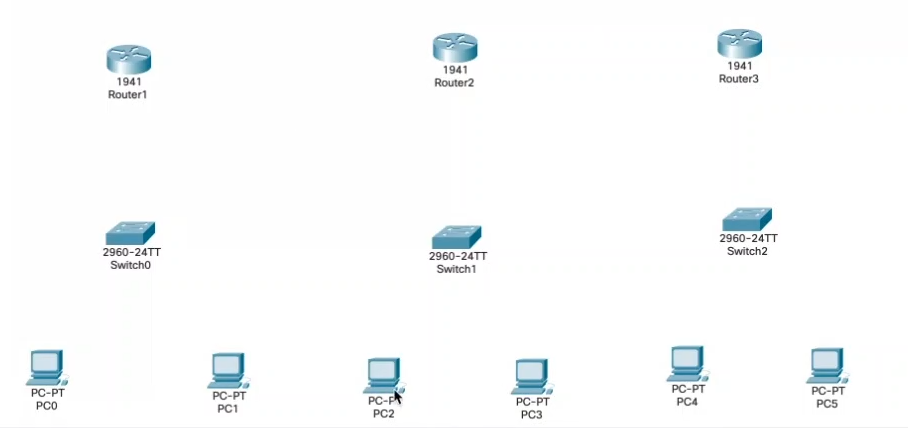 1941
Router1
1941
Router2
1941
Router3
2960-24TT
Switch0
2960-24TT
Switch1
2960-24TT
Switch2
PC-PT
PC0
PC-PT
PC1
PC-PT
PC2
PC-PT
PC3
PC-PT
PC4
PC-PT
PC5